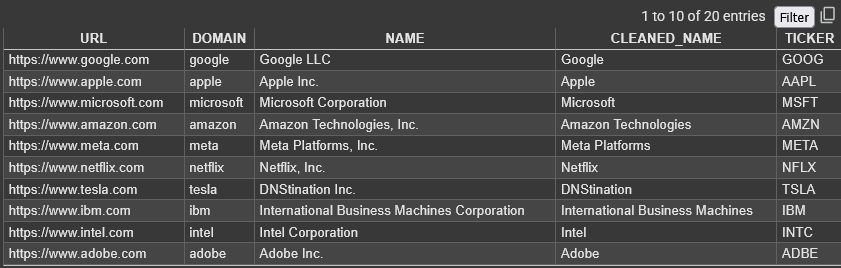 1 to 10 of 20 entries Filter
URL DOMAIN NAME CLEANED_NAME TICKER
https://www.google.com google Google LLC Google GOOG
https://www.apple.com apple Apple Inc. Apple AAPL
https://www.microsoft.com microsoft Microsoft Corporation Microsoft MSFT
https://www.amazon.com amazon Amazon Technologies, Inc. Amazon Technologies AMZN
https://www.meta.com meta Meta Platforms, Inc. Meta Platforms META
https://www.netflix.com netflix Netflix, Inc. Netflix NFLX
https://www.tesla.com tesla DNStination Inc. DNStination TSLA
https://www.ibm.com ibm International Business Machines Corporation International Business Machines IBM
https://www.intel.com intel Intel Corporation Intel INTC
https://www.adobe.com adobe Adobe Inc. Adobe ADBE